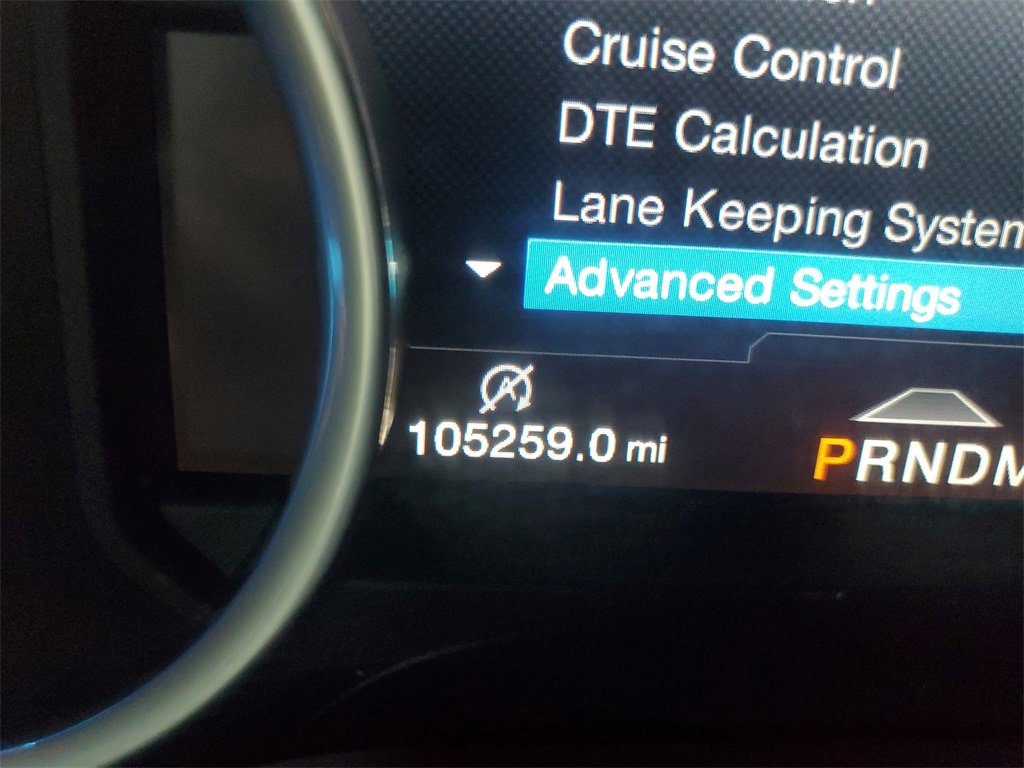 Cruise Control
DTE Calculation
Lane Keeping System
Advanced Settings
105259.0 mi
PRNDM